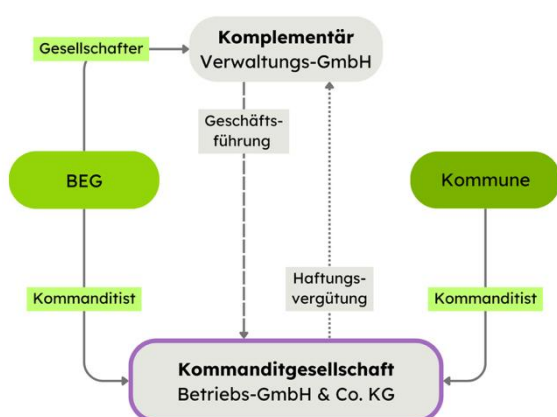 Gesellschafter
Komplementär
Verwaltungs-GmbH
Geschäfts-
führung
BEG
Kommune
Kommanditist
Haftungs-
vergütung
Kommanditist
Kommanditgesellschaft
Betriebs-GmbH & Co. KG